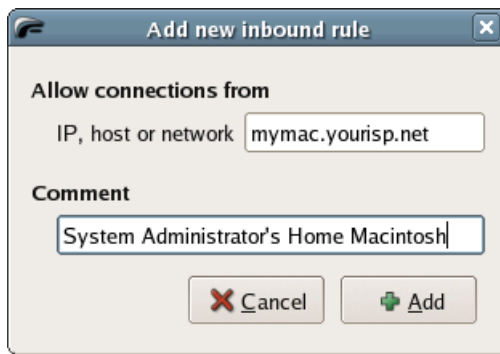 Add new inbound rule
Allow connections from
IP, host or network mymac.yourisp.net
Comment
System Administrator's Home Macintosh
Cancel Add